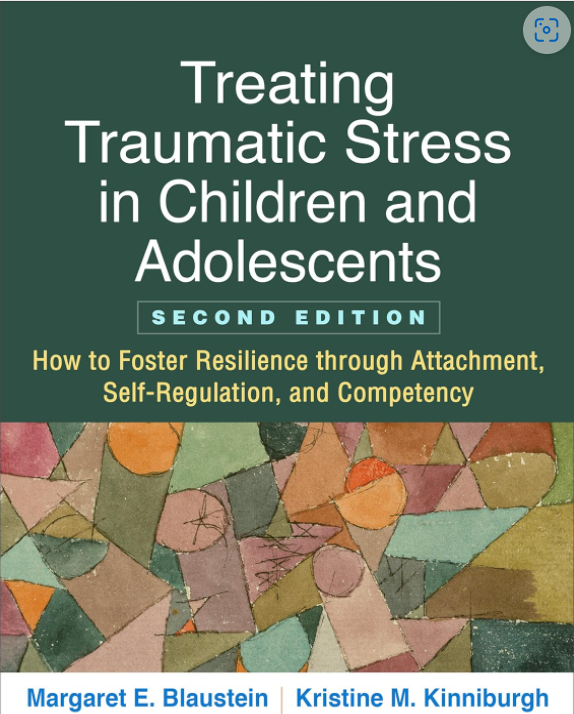 Treating
Traumatic Stress
in Children and
Adolescents
SECOND EDITION
How to Foster Resilience through Attachment,
Self-Regulation, and Competency
Margaret E. Blaustein | Kristine M. Kinniburgh